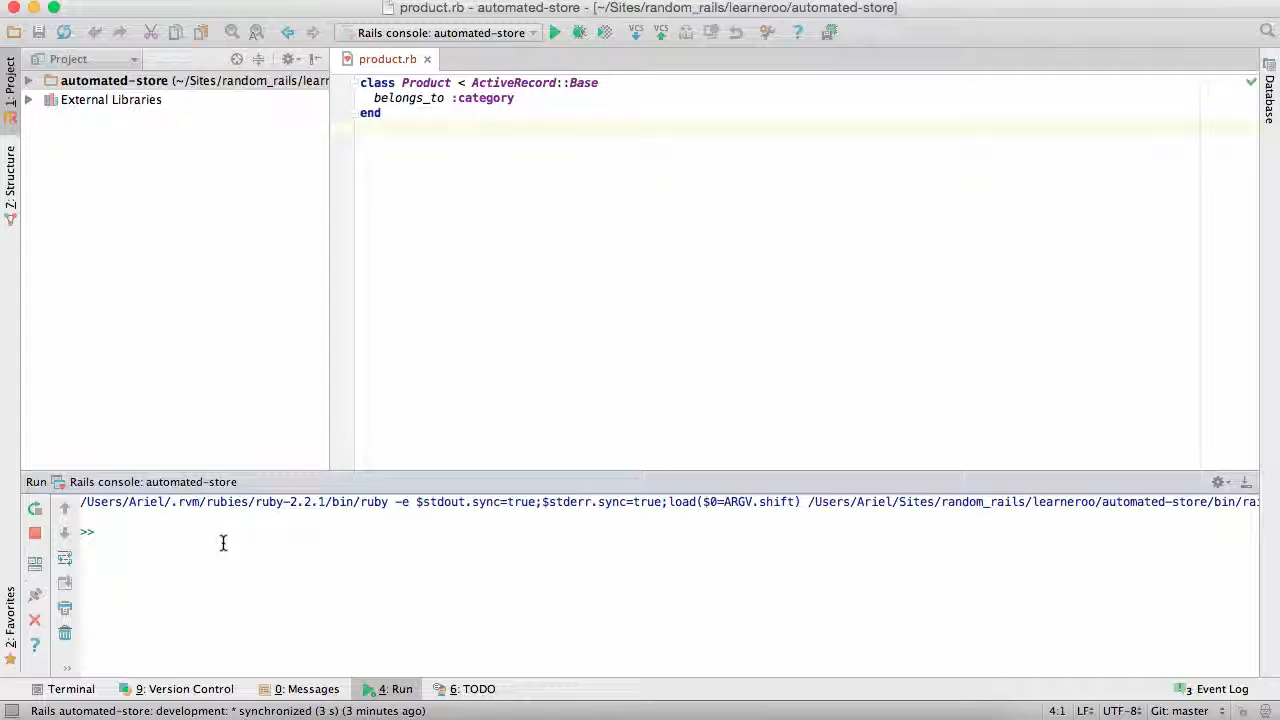 product.rb - automated-store - [~/Sites/random_rails/learneroo/automated-store]
Rails console: automated-store
VCS VCS
1: Project
Z: Structure
2: Favorites
Project
product.rb
Database
automated-store (~/Sites/random_rails/learn
External Libraries
class Product < ActiveRecord::Base
belongs_to :category
end
Run Rails console: automated-store
/Users/Ariel/.rvm/rubies/ruby-2.2.1/bin/ruby -e $stdout.sync=true;$stderr.sync=true;load($0=ARGV.shift) /Users/Ariel/Sites/random_rails/learneroo/automated-store/bin/rai
>>
Terminal 9: Version Control 0: Messages 4: Run 6: TODO 3 Event Log
Rails automated-store: development: * synchronized (3 s) (3 minutes ago) 4:1 LF UTF-8 Git: master